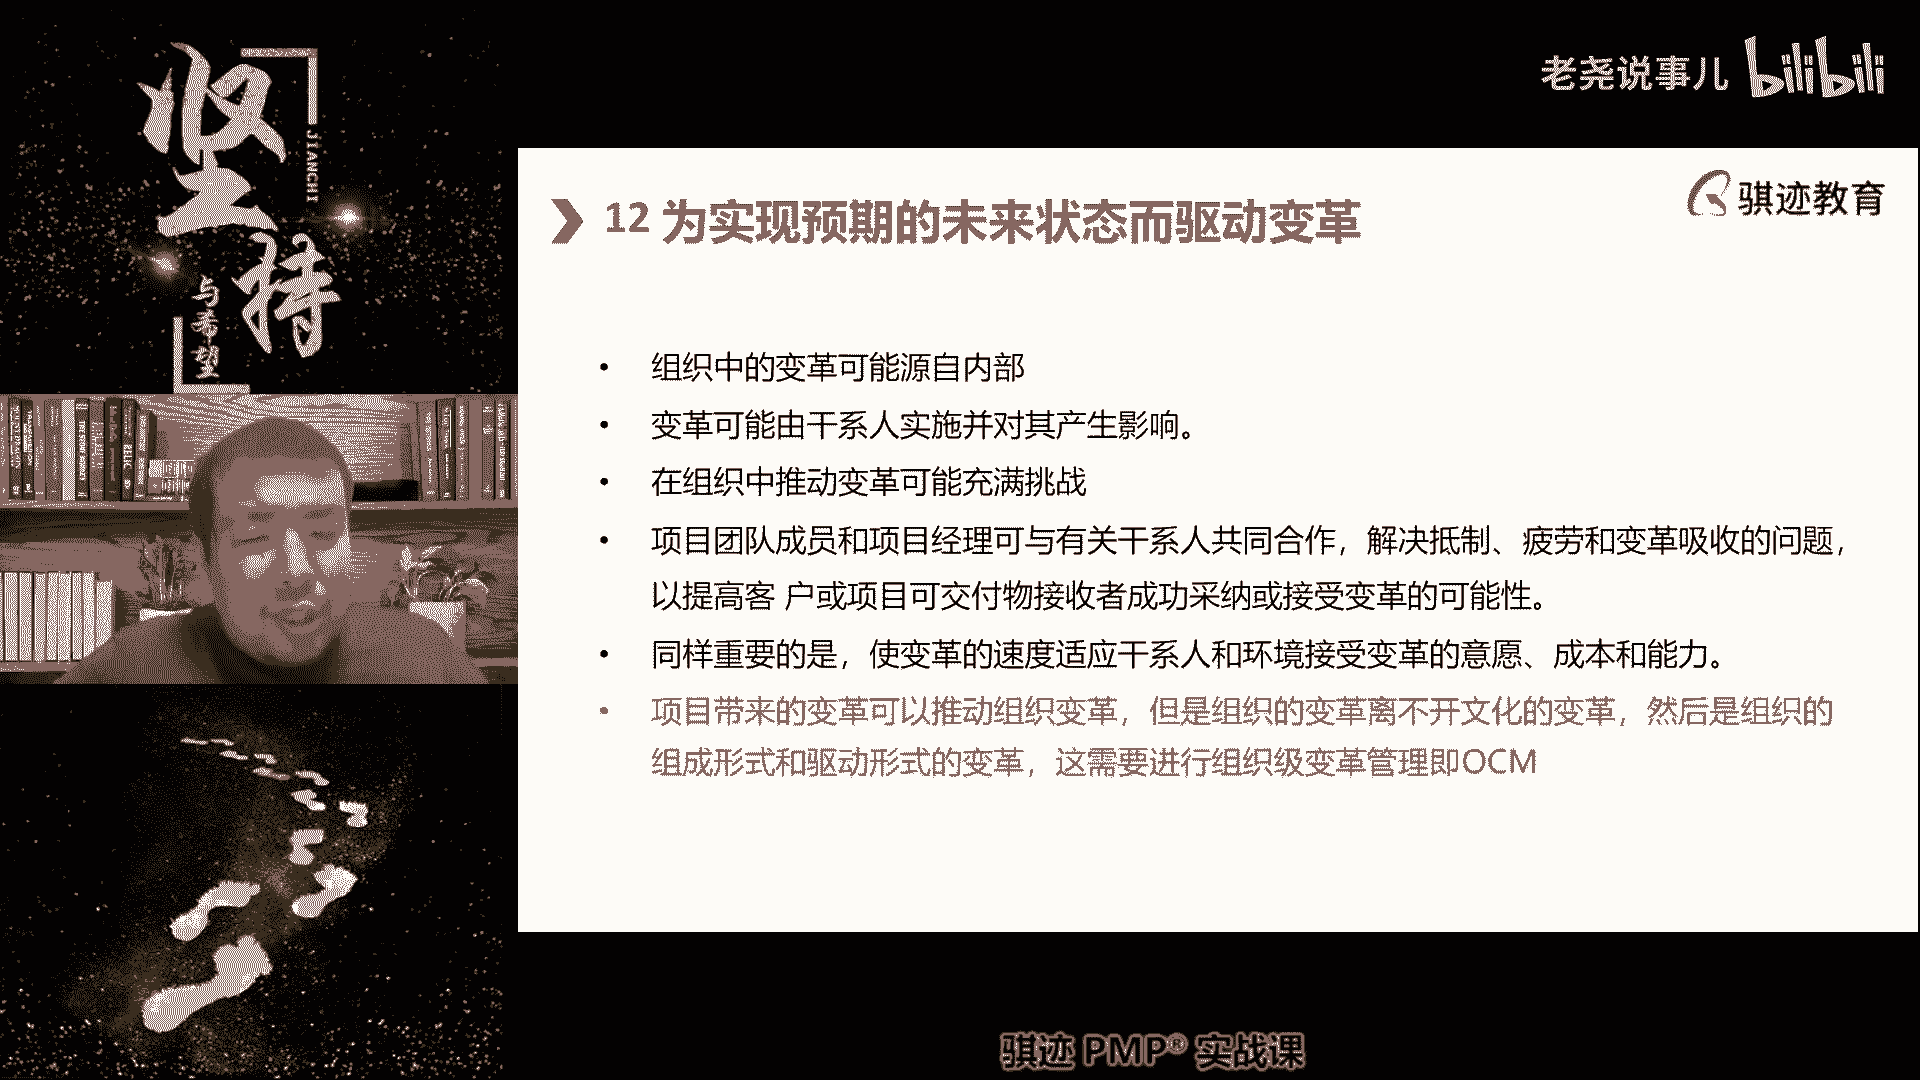 坚持
JIANCHI
与希望
老尧说事儿 bilibili
骐迹教育
12 为实现预期的未来状态而驱动变革
• 组织中的变革可能源自内部
• 变革可能由干系人实施并对其产生影响。
• 在组织中推动变革可能充满挑战
• 项目团队成员和项目经理可与有关干系人共同合作，解决抵制、疲劳和变革吸收的问题，
以提高客 户或项目可交付物接收者成功采纳或接受变革的可能性。
• 同样重要的是，使变革的速度适应干系人和环境接受变革的意愿、成本和能力。
• 项目带来的变革可以推动组织变革，但是组织的变革离不开文化的变革，然后是组织的
组成形式和驱动形式的变革，这需要进行组织级变革管理即OCM
骐迹 PMP® 实战课